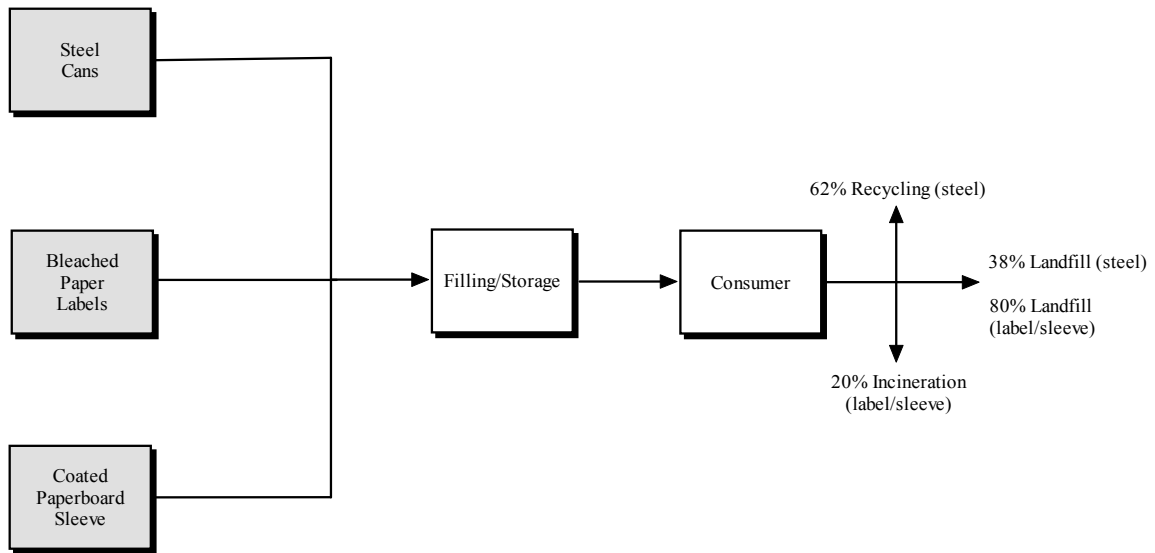 Steel
Cans
Bleached
Paper
Labels
Coated
Paperboard
Sleeve
Filling/Storage
Consumer
62% Recycling (steel)
38% Landfill (steel)
80% Landfill
(label/sleeve)
20% Incineration
(label/sleeve)